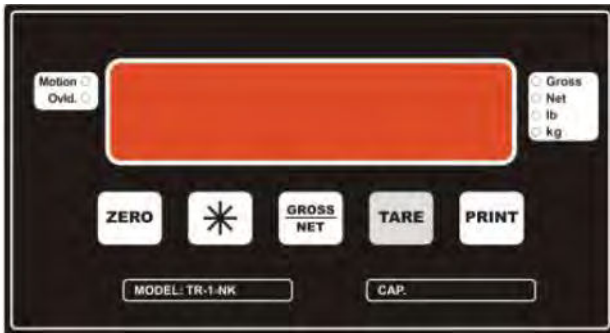 Motion
Ovld.
Gross
Net
lb
kg
ZERO
GROSS
NET
TARE
PRINT
MODEL: TR-1-NK
CAP.